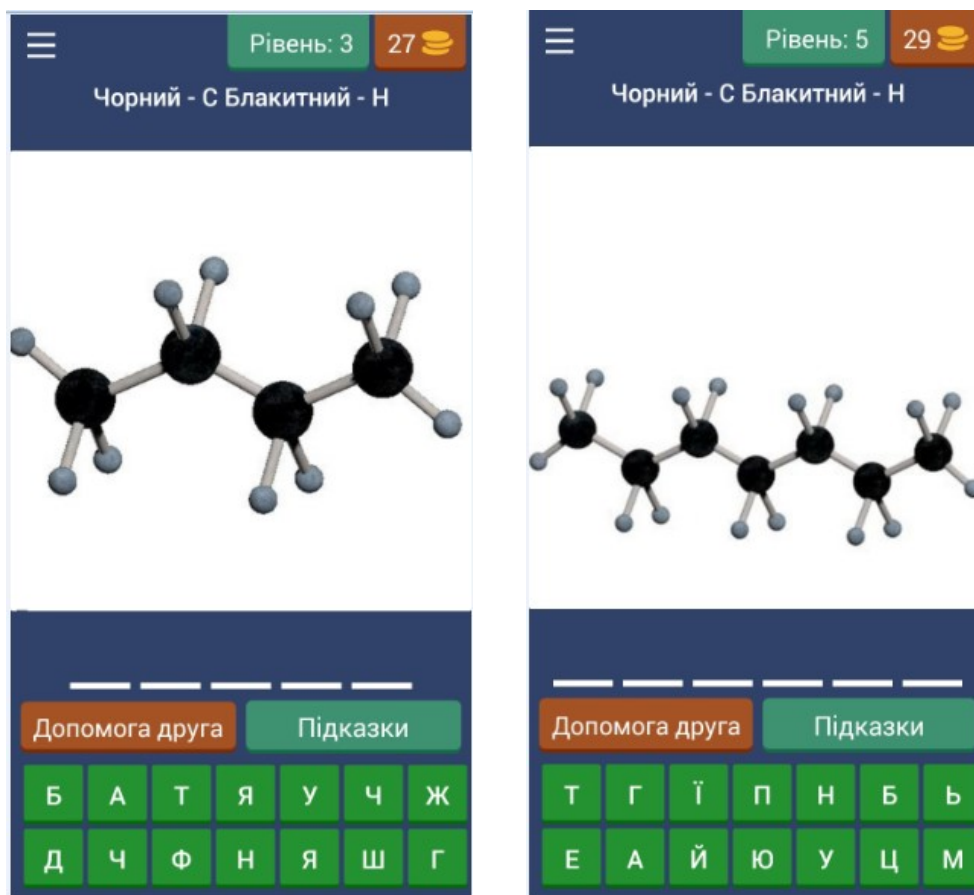 Рівень: 3 27
Чорний - С Блакитний - Н
Допомога друга Підказки
Б А Т Я У Ч Ж
Д Ч Ф Н Я Ш Г
Рівень: 5 29
Чорний - С Блакитний - Н
Допомога друга Підказки
Т Г Ї П Н Б Ь
Е А Й Ю У Ц М